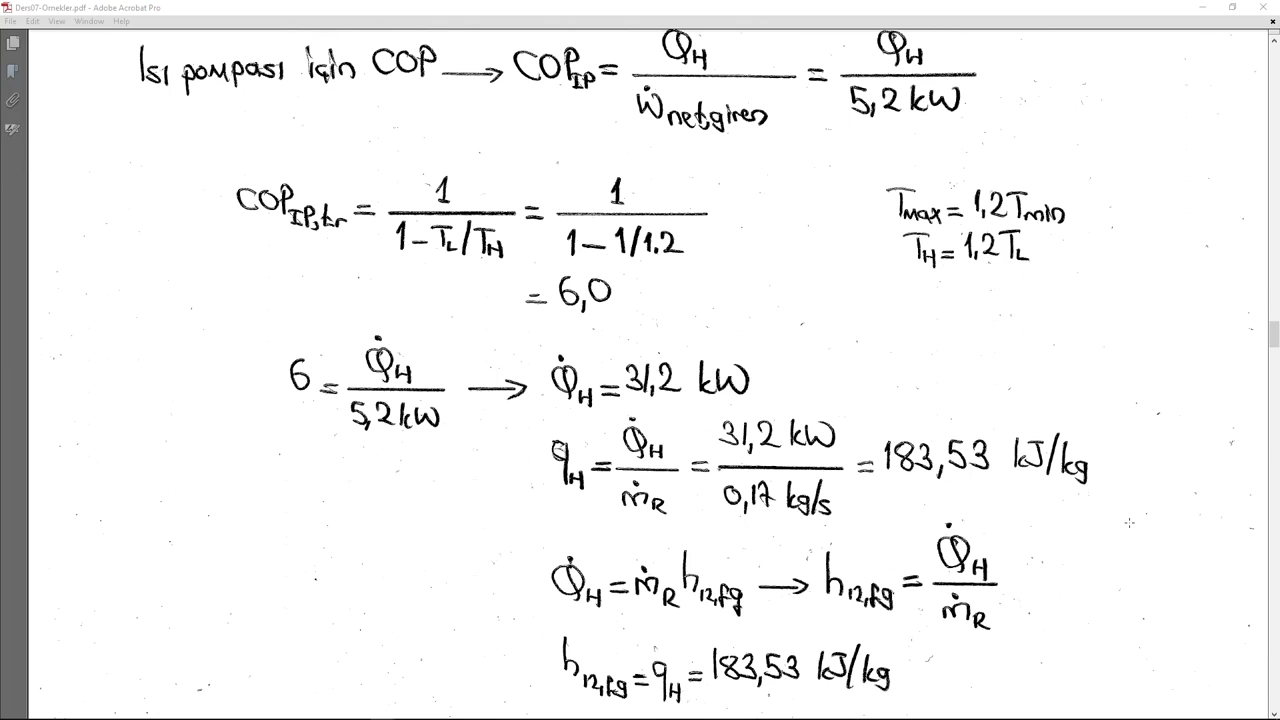 Ders07-Ornekler.pdf - Adobe Acrobat Pro
File Edit View Window Help
Isı pompası için COP → COP_IP = Q̇_H / Ẇ_net,giren = Q̇_H / 5,2 kW
COP_IP,tr = 1 / (1 - T_L/T_H) = 1 / (1 - 1/1.2)
T_max = 1,2 T_min
T_H = 1,2 T_L
= 6,0
6 = Q̇_H / 5,2 kW → Q̇_H = 31,2 kW
q_H = Q̇_H / ṁ_R = 31,2 kW / 0,17 kg/s = 183,53 kJ/kg
Q̇_H = ṁ_R h_12,fg → h_12,fg = Q̇_H / ṁ_R
h_12,fg = q_H = 183,53 kJ/kg